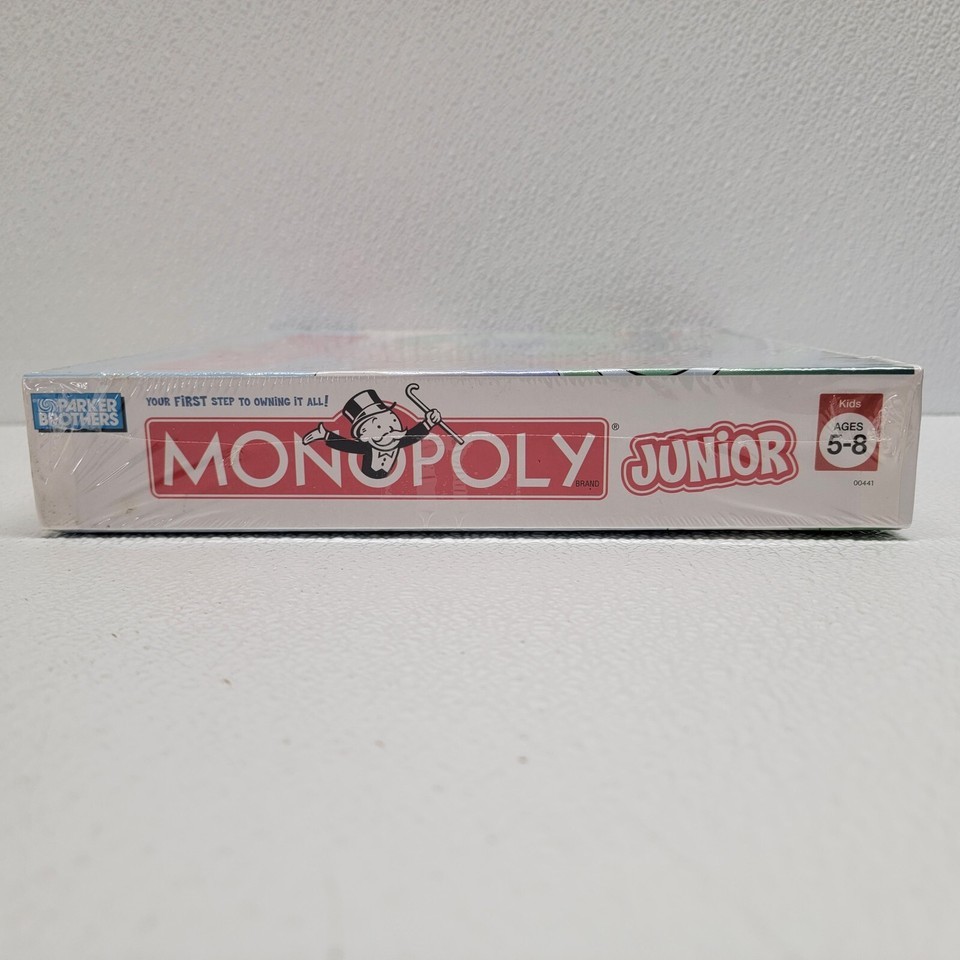 PARKER
BROTHERS
YOUR FIRST STEP TO OWNING IT ALL!
MONOPOLY®
BRAND
JUNiOR
Kids
AGES
5-8
00441